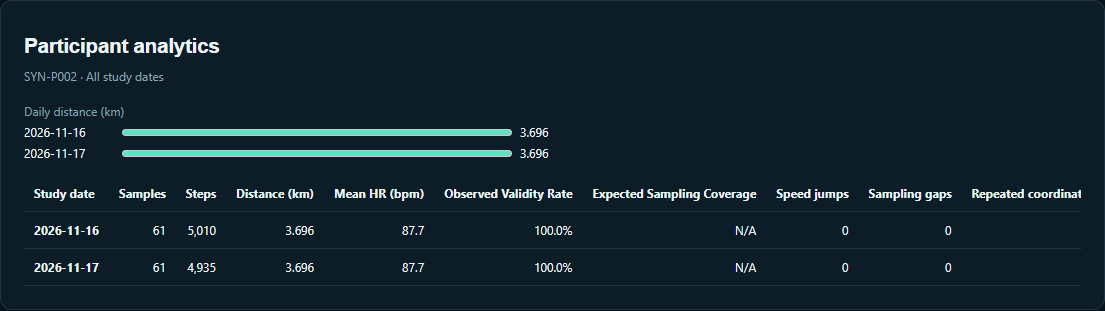 Participant analytics
SYN-P002 · All study dates
Daily distance (km)
2026-11-16 3.696
2026-11-17 3.696
Study date Samples Steps Distance (km) Mean HR (bpm) Observed Validity Rate Expected Sampling Coverage Speed jumps Sampling gaps Repeated coordinat
2026-11-16 61 5,010 3.696 87.7 100.0% N/A 0 0
2026-11-17 61 4,935 3.696 87.7 100.0% N/A 0 0